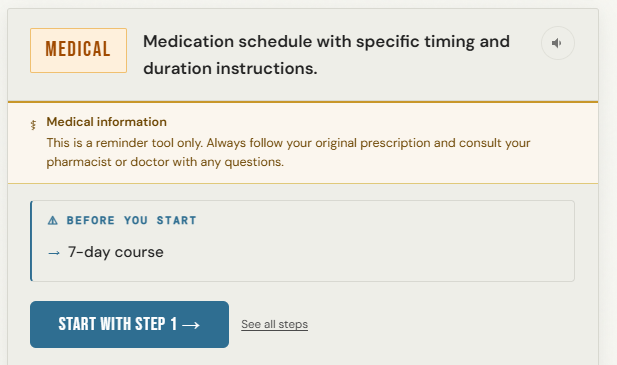 MEDICAL
Medication schedule with specific timing and
duration instructions.
Medical information
This is a reminder tool only. Always follow your original prescription and consult your
pharmacist or doctor with any questions.
⚠ BEFORE YOU START
→ 7-day course
START WITH STEP 1 →
See all steps